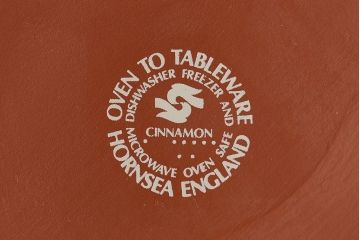 OVEN TO TABLEWARE
DISHWASHER FREEZER AND
CINNAMON
MICROWAVE OVEN SAFE
HORNSEA ENGLAND